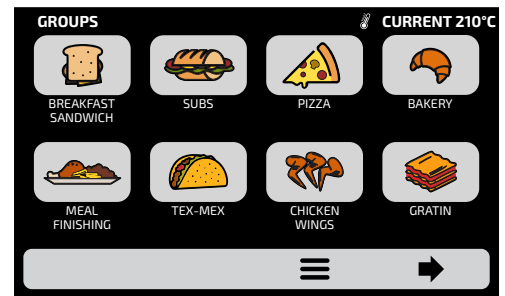 GROUPS
CURRENT 210°C
BREAKFAST
SANDWICH
SUBS
PIZZA
BAKERY
MEAL
FINISHING
TEX-MEX
CHICKEN
WINGS
GRATIN